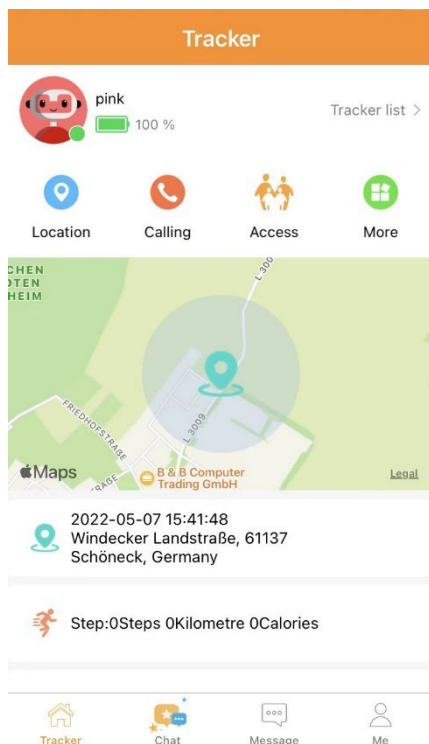 Tracker
pink
100 %
Tracker list >
Location
Calling
Access
More
CHEN
OTEN
HEIM
L 300
FRIEDHOFSTRAßE
L 3009
RAßE
Maps
B & B Computer
Trading GmbH
Legal
2022-05-07 15:41:48
Windecker Landstraße, 61137
Schöneck, Germany
Step:0Steps 0Kilometre 0Calories
Tracker
Chat
Message
Me